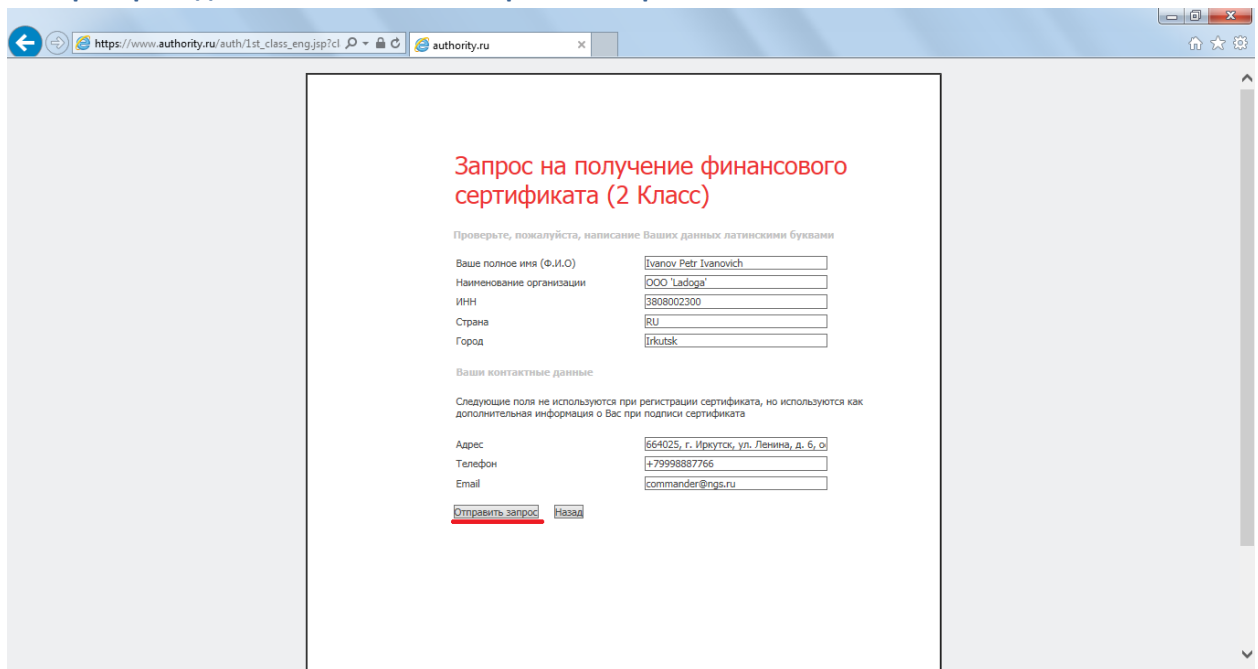 https://www.authority.ru/auth/1st_class_eng.jsp?cl
authority.ru
Запрос на получение финансового
сертификата (2 Класс)
Проверьте, пожалуйста, написание Ваших данных латинскими буквами
Ваше полное имя (Ф.И.О) Ivanov Petr Ivanovich
Наименование организации ООО 'Ladoga'
ИНН 3808002300
Страна RU
Город Irkutsk
Ваши контактные данные
Следующие поля не используются при регистрации сертификата, но используются как
дополнительная информация о Вас при подписи сертификата
Адрес 664025, г. Иркутск, ул. Ленина, д. 6, о
Телефон +79998887766
Email commander@ngs.ru
Отправить запрос Назад